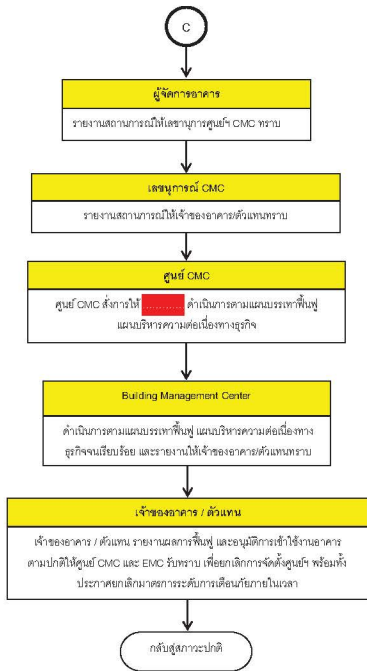 C
ผู้จัดการอาคาร
รายงานสถานการณ์ให้เลขานุการศูนย์ฯ CMC ทราบ
เลขนุการณ์ CMC
รายงานสถานการณ์ให้เจ้าของอาคาร/ตัวแทนทราบ
ศูนย์ CMC
ศูนย์ CMC สั่งการให้ ............ ดำเนินการตามแผนบรรเทาฟื้นฟู
แผนบริหารความต่อเนื่องทางธุรกิจ
Building Management Center
ดำเนินการตามแผนบรรเทาฟื้นฟู แผนบริหารความต่อเนื่องทาง
ธุรกิจจนเรียบร้อย และรายงานให้เจ้าของอาคาร/ตัวแทนทราบ
เจ้าของอาคาร / ตัวแทน
เจ้าของอาคาร / ตัวแทน รายงานผลการฟื้นฟู และอนุมัติการเข้าใช้งานอาคาร
ตามปกติให้ศูนย์ CMC และ EMC รับทราบ เพื่อยกเลิกการจัดตั้งศูนย์ฯ พร้อมทั้ง
ประกาศยกเลิกมาตรการระดับการเตือนภัยภายในเวลา
กลับสู่สภาวะปกติ